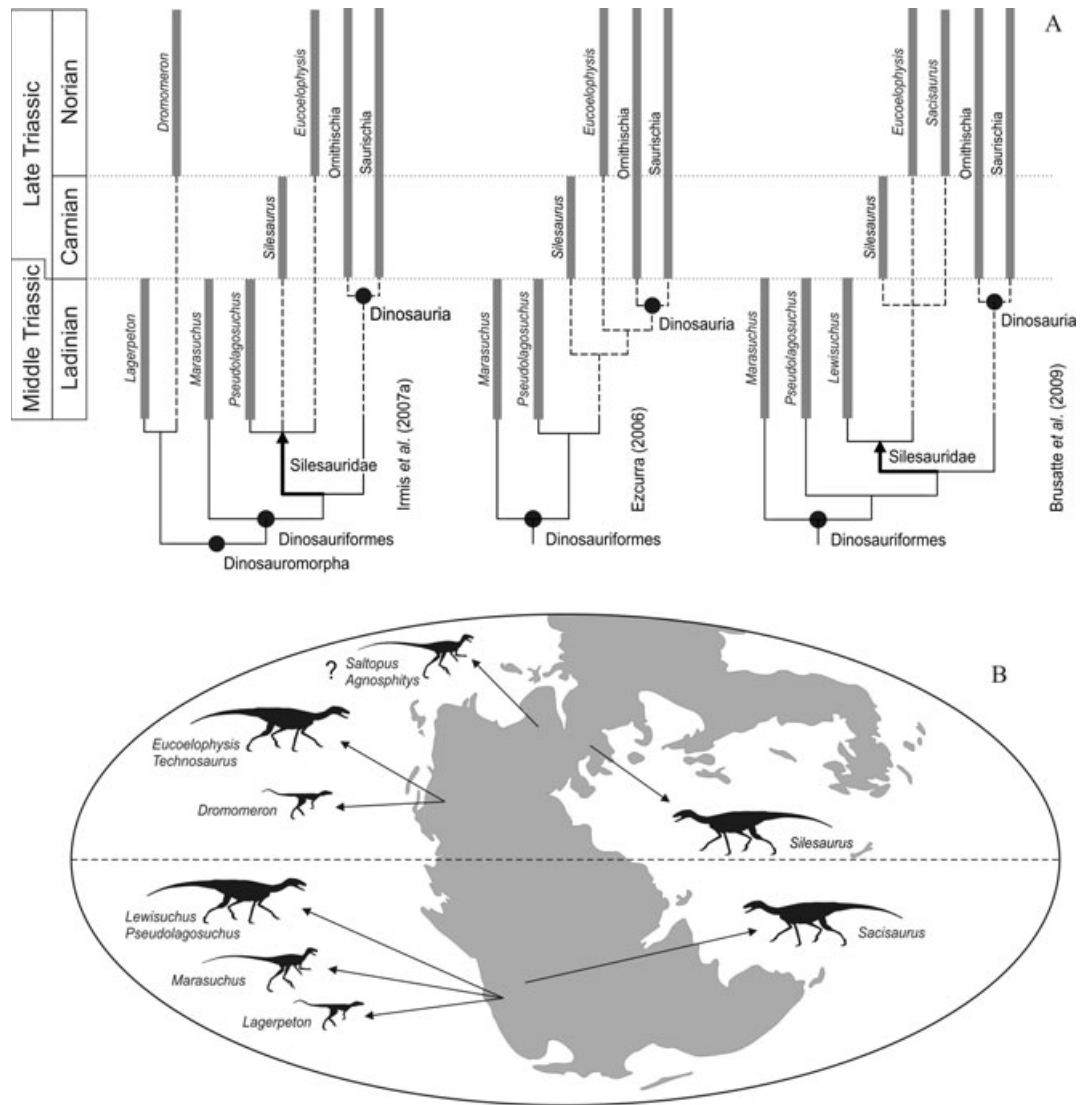 A
Late Triassic
Middle Triassic
Norian
Carnian
Ladinian
Lagerpeton
Dromomeron
Marasuchus
Pseudolagosuchus
Silesaurus
Eucoelophysis
Ornithischia
Saurischia
Dinosauria
Silesauridae
Dinosauriformes
Dinosauromorpha
Irmis et al. (2007a)
Marasuchus
Pseudolagosuchus
Silesaurus
Eucoelophysis
Ornithischia
Saurischia
Dinosauria
Dinosauriformes
Ezcurra (2006)
Marasuchus
Pseudolagosuchus
Lewisuchus
Silesaurus
Eucoelophysis
Sacisaurus
Ornithischia
Saurischia
Dinosauria
Silesauridae
Dinosauriformes
Brusatte et al. (2009)
B
? Saltopus
Agnosphitys
Eucoelophysis
Technosaurus
Dromomeron
Silesaurus
Lewisuchus
Pseudolagosuchus
Sacisaurus
Marasuchus
Lagerpeton